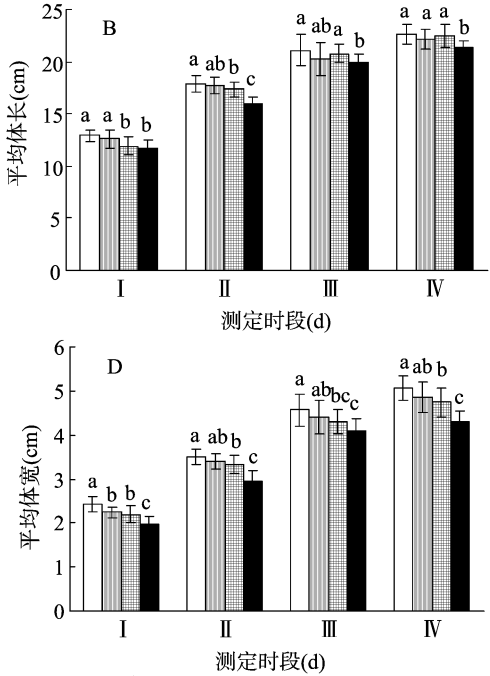 B
25
20
15
10
5
0
平均体长(cm)
a a b b
a ab b c
a ab a b
a a a b
Ⅰ Ⅱ Ⅲ Ⅳ
测定时段(d)
D
6
5
4
3
2
1
0
平均体宽(cm)
a b b c
a ab b c
a ab bc c
a ab b c
Ⅰ Ⅱ Ⅲ Ⅳ
测定时段(d)